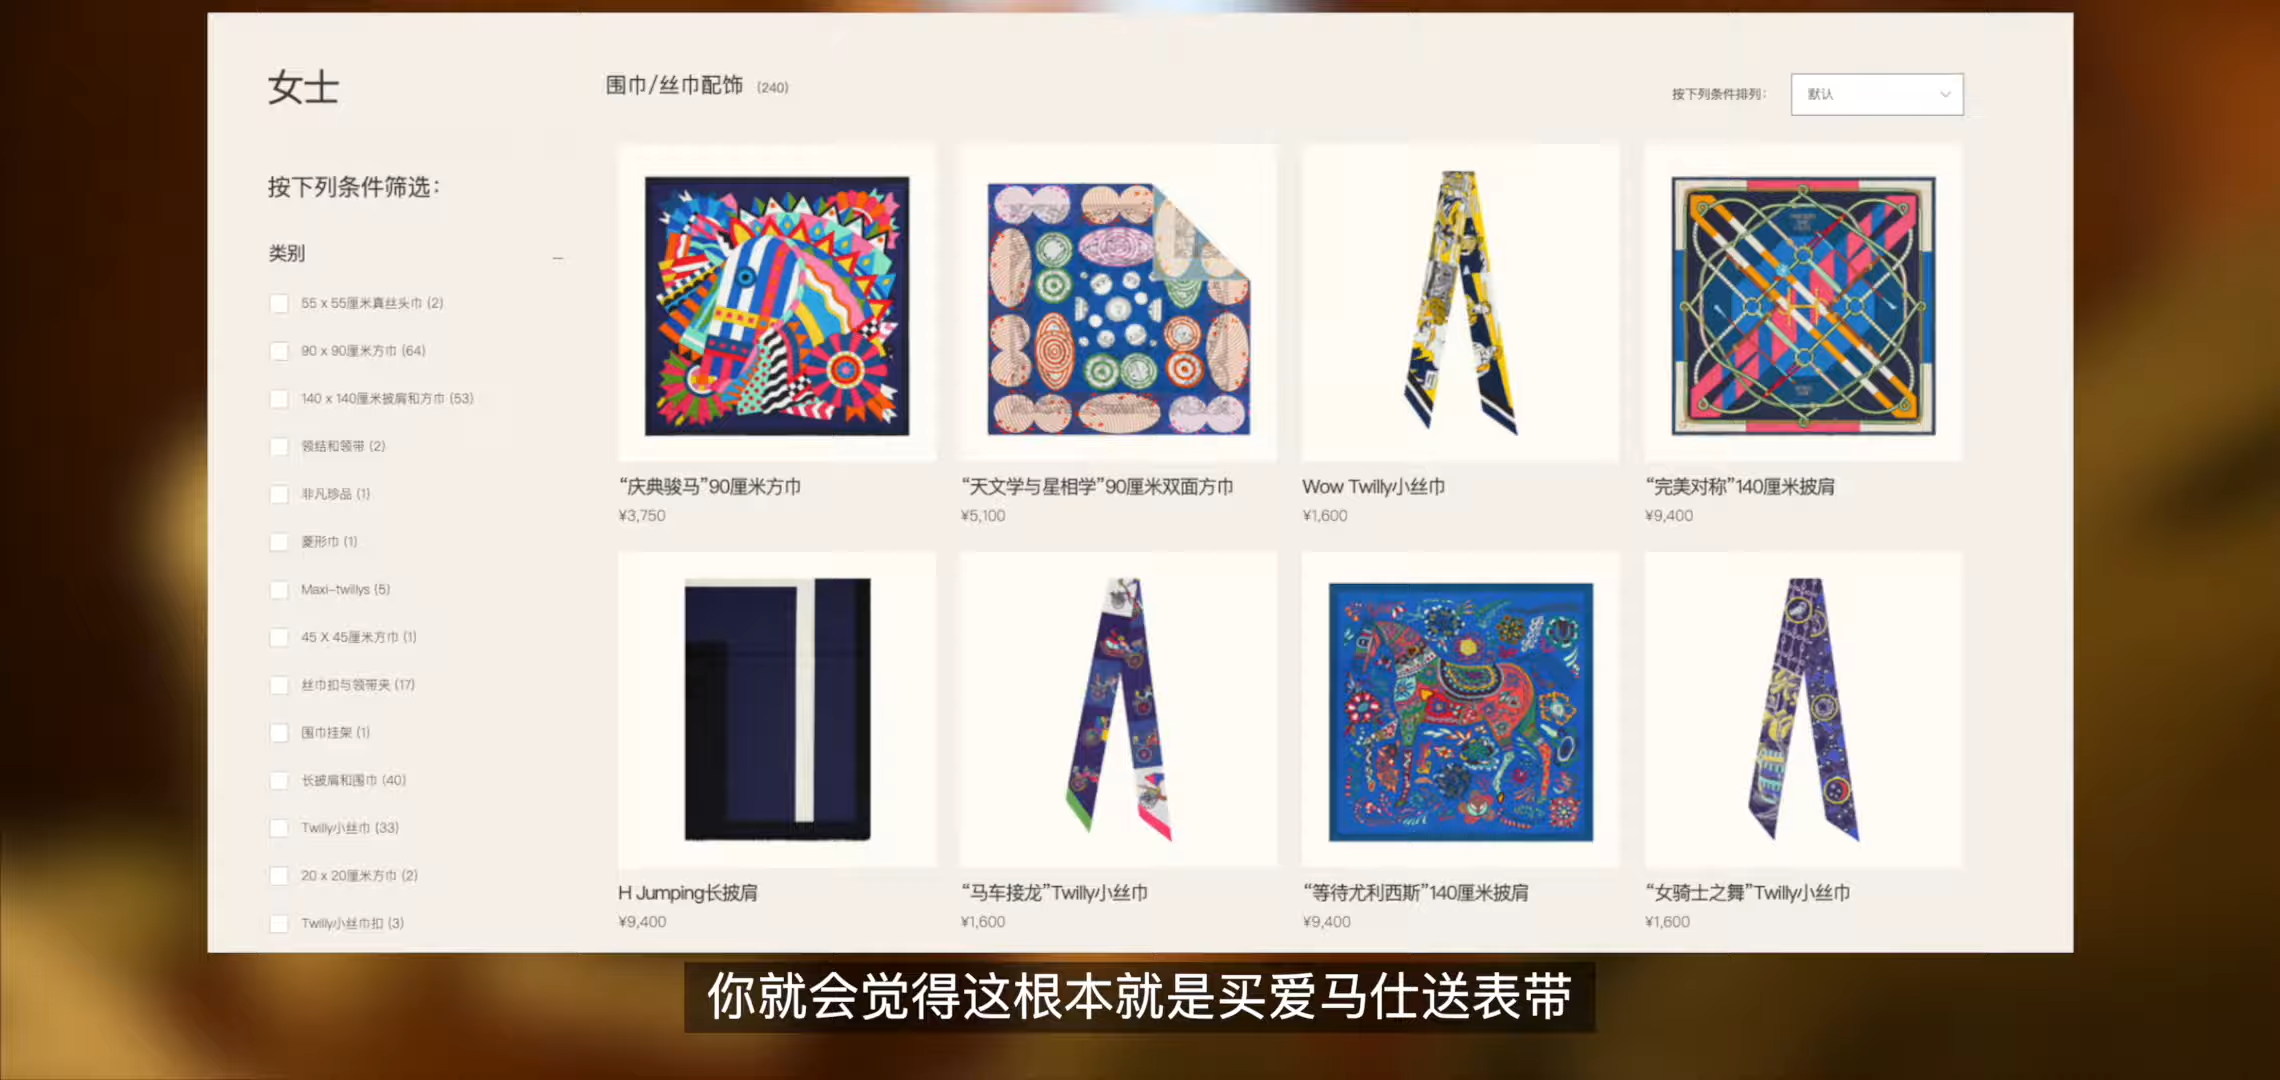 女士
围巾/丝巾配饰 (240)
按下列条件排列：
默认
按下列条件筛选：
类别
55 x 55厘米真丝头巾 (2)
90 x 90厘米方巾 (64)
140 x 140厘米披肩和方巾 (53)
领结和领带 (2)
非凡珍品 (1)
菱形巾 (1)
Maxi-twillys (5)
45 X 45厘米方巾 (1)
丝巾扣与领带夹 (17)
围巾挂架 (1)
长披肩和围巾 (40)
Twilly小丝巾 (33)
20 x 20厘米方巾 (2)
Twilly小丝巾扣 (3)
“庆典骏马”90厘米方巾
¥3,750
“天文学与星相学”90厘米双面方巾
¥5,100
Wow Twilly小丝巾
¥1,600
“完美对称”140厘米披肩
¥9,400
H Jumping长披肩
¥9,400
“马车接龙”Twilly小丝巾
¥1,600
“等待尤利西斯”140厘米披肩
¥9,400
“女骑士之舞”Twilly小丝巾
¥1,600
你就会觉得这根本就是买爱马仕送表带